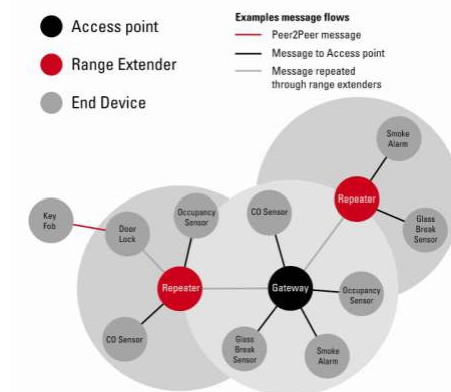 Access point
Range Extender
End Device
Examples message flows
Peer2Peer message
Message to Access point
Message repeated
through range extenders
Smoke
Alarm
Repeater
Glass
Break
Sensor
Key
Fob
Door
Lock
Occupancy
Sensor
CO Sensor
Repeater
Gateway
Occupancy
Sensor
CO Sensor
Glass
Break
Sensor
Smoke
Alarm